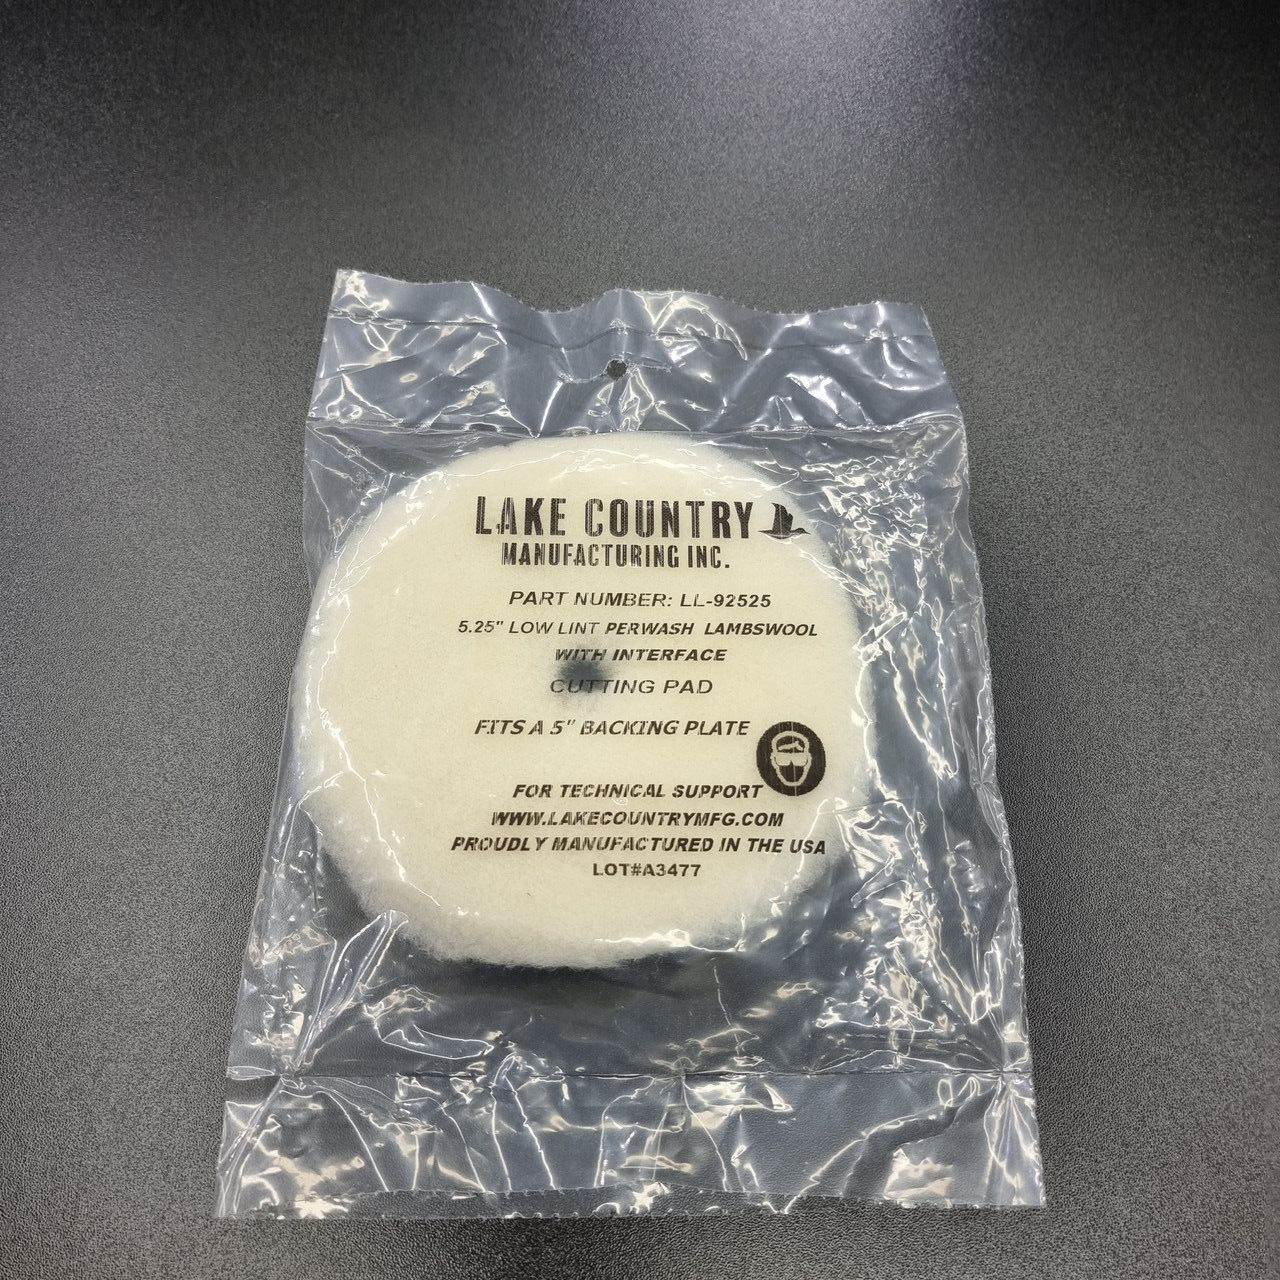 LAKE COUNTRY
MANUFACTURING INC.
PART NUMBER: LL-92525
5.25" LOW LINT PERWASH LAMBSWOOL
WITH INTERFACE
CUTTING PAD
FITS A 5" BACKING PLATE
FOR TECHNICAL SUPPORT
WWW.LAKECOUNTRYMFG.COM
PROUDLY MANUFACTURED IN THE USA
LOT#A3477